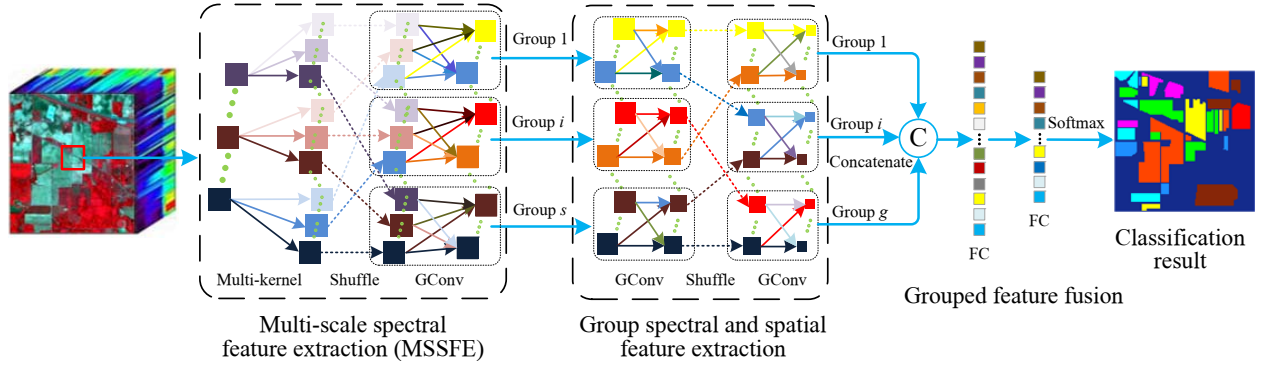 Group 1
Group i
Group s
Multi-kernel
Shuffle
GConv
Multi-scale spectral
feature extraction (MSSFE)
GConv
Shuffle
GConv
Group spectral and spatial
feature extraction
Group 1
Group i
Concatenate
Group g
C
FC
Softmax
FC
Grouped feature fusion
Classification
result